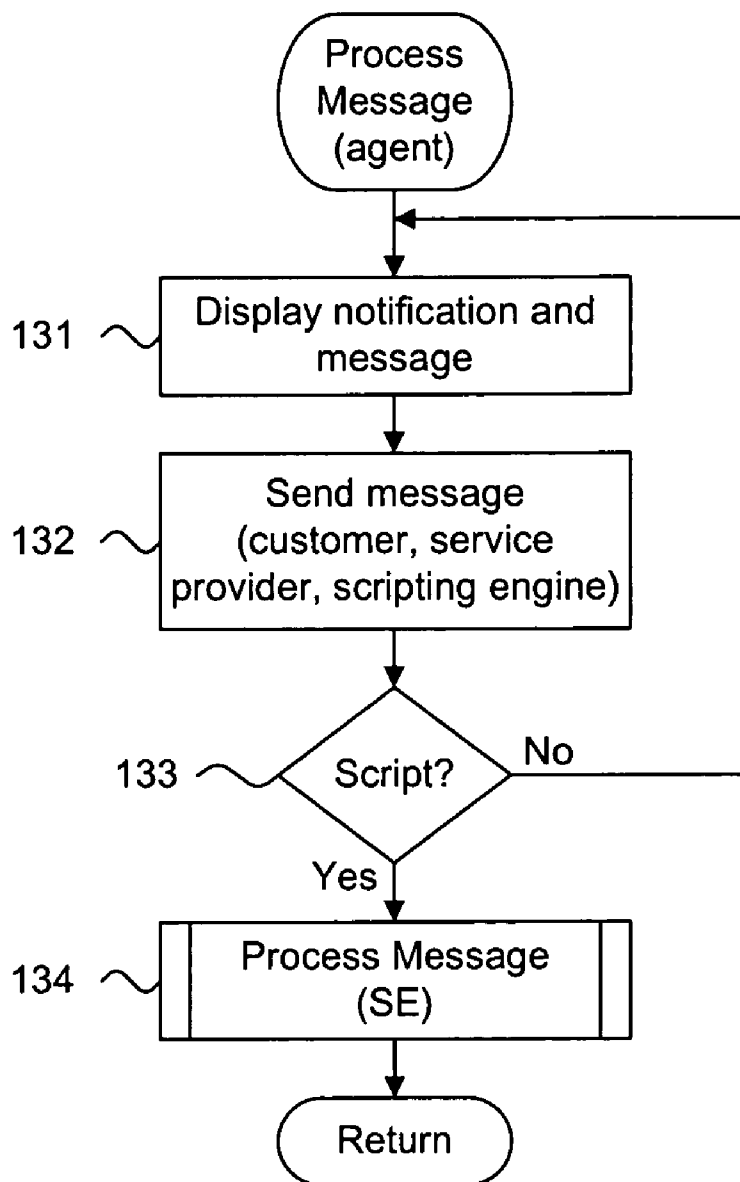 Process
Message
(agent)
131
Display notification and
message
132
Send message
(customer, service
provider, scripting engine)
133
Script?
No
Yes
134
Process Message
(SE)
Return